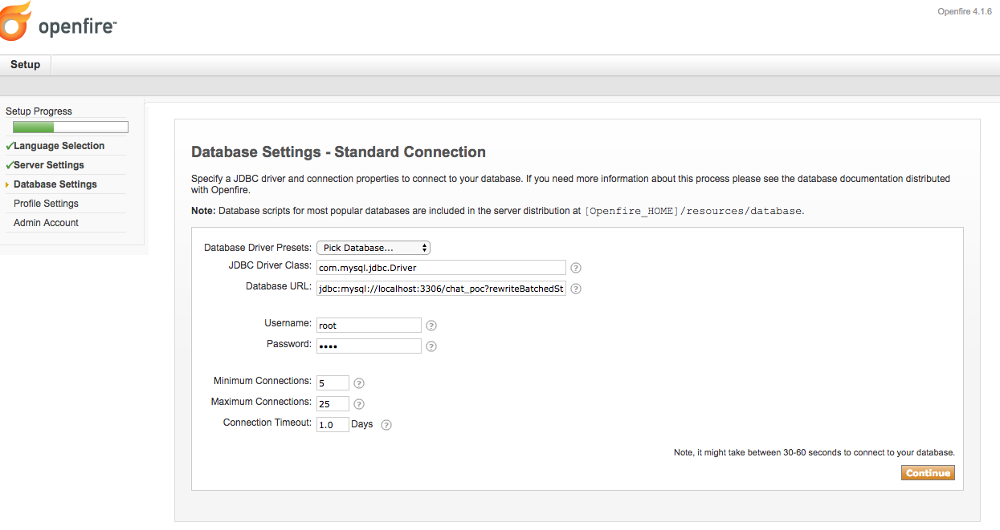 openfire™
Openfire 4.1.6
Setup
Setup Progress
Language Selection
Server Settings
Database Settings
Profile Settings
Admin Account
Database Settings - Standard Connection
Specify a JDBC driver and connection properties to connect to your database. If you need more information about this process please see the database documentation distributed
with Openfire.
Note: Database scripts for most popular databases are included in the server distribution at [Openfire_HOME]/resources/database.
Database Driver Presets: Pick Database...
JDBC Driver Class: com.mysql.jdbc.Driver ?
Database URL: jdbc:mysql://localhost:3306/chat_poc?rewriteBatchedSt ?
Username: root ?
Password: •••• ?
Minimum Connections: 5 ?
Maximum Connections: 25 ?
Connection Timeout: 1.0 Days ?
Note, it might take between 30-60 seconds to connect to your database.
Continue